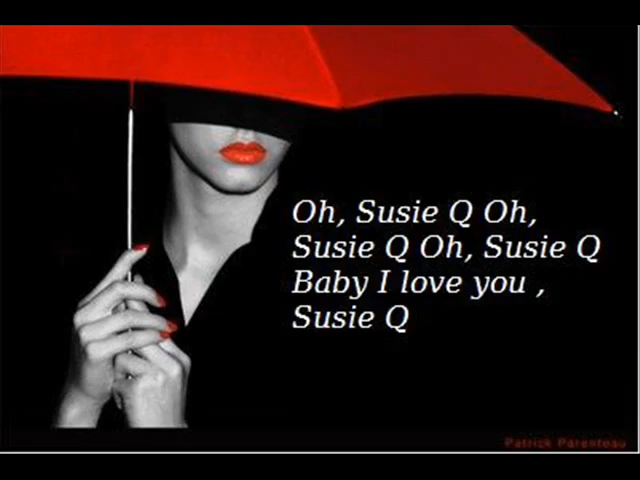 Oh, Susie Q Oh,
Susie Q Oh, Susie Q
Baby I love you ,
Susie Q
Patrick Parenteau